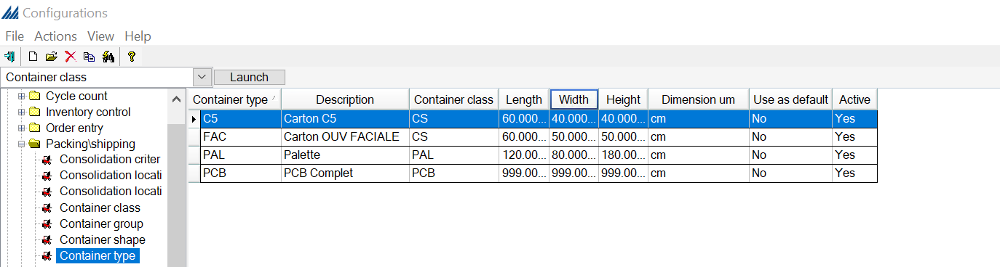 Configurations
File Actions View Help
Container class Launch
Cycle count
Inventory control
Order entry
Packing\shipping
Consolidation criter
Consolidation locati
Consolidation locati
Container class
Container group
Container shape
Container type
Container type Description Container class Length Width Height Dimension um Use as default Active
C5 Carton C5 CS 60.000... 40.000... 40.000... cm No Yes
FAC Carton OUV FACIALE CS 60.000... 50.000... 50.000... cm No Yes
PAL Palette PAL 120.00... 80.000... 180.00... cm No Yes
PCB PCB Complet PCB 999.00... 999.00... 999.00... cm No Yes